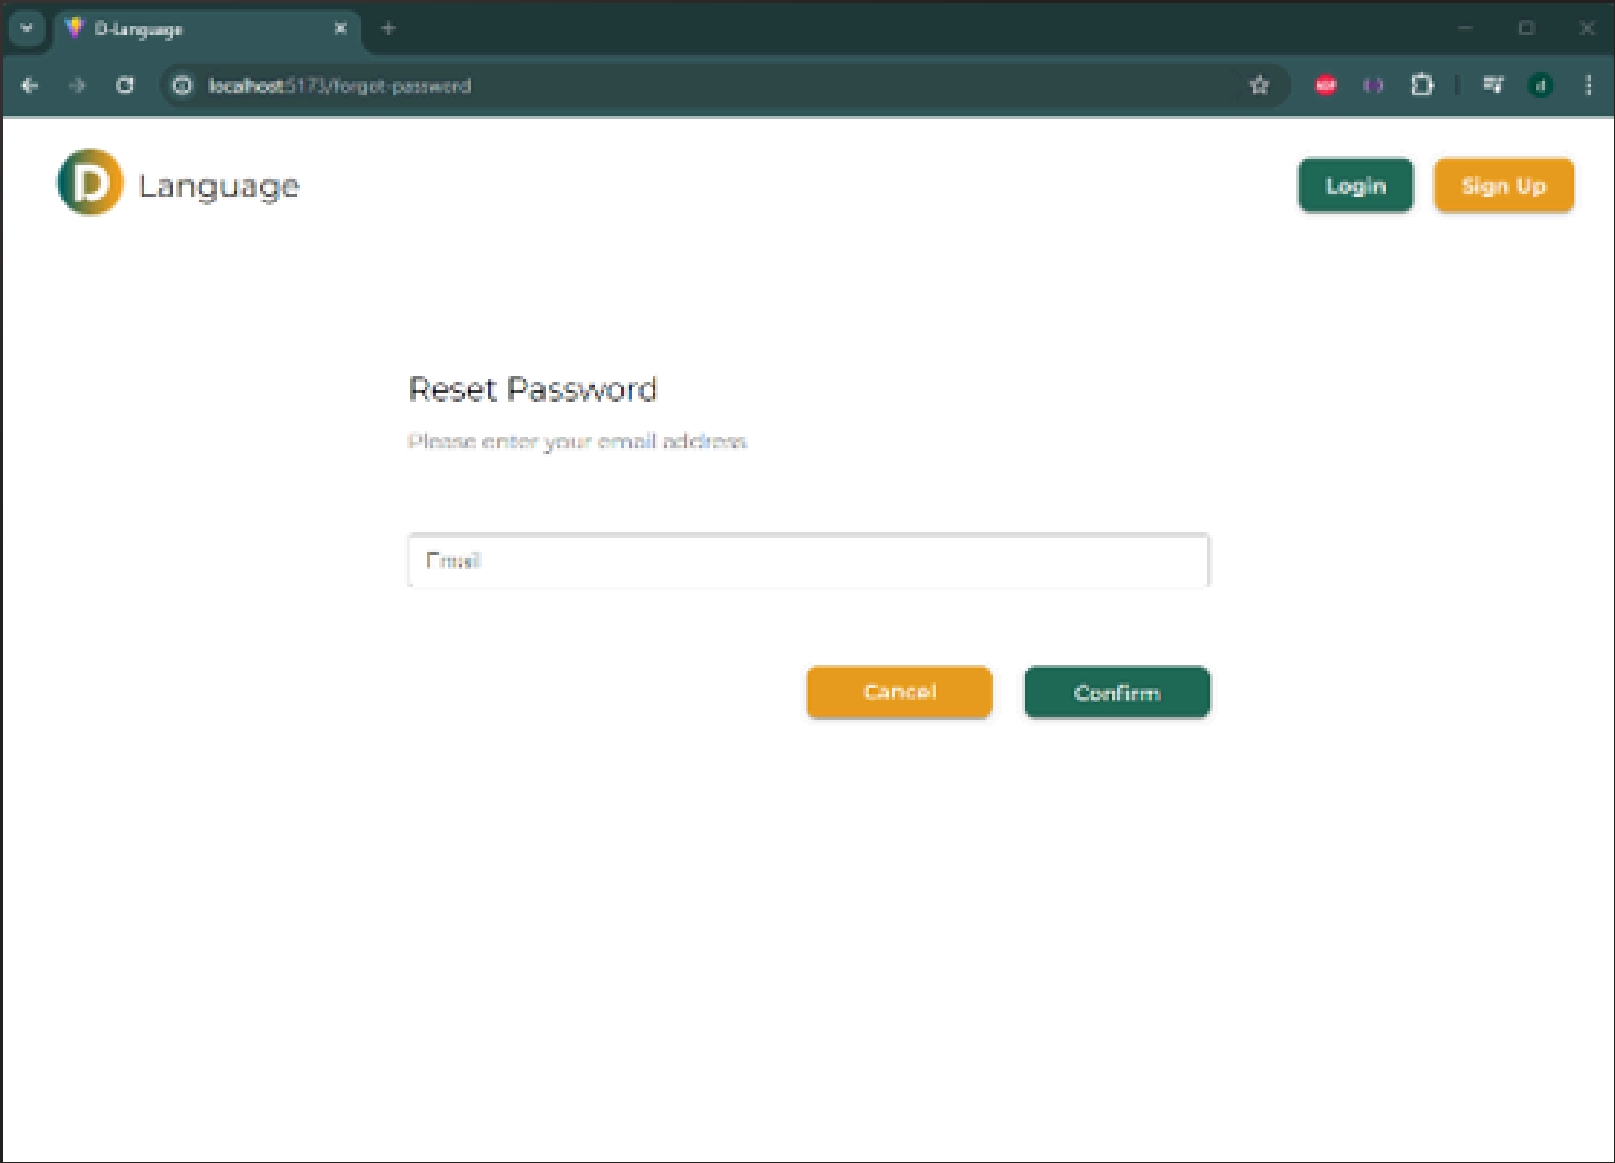 D-Language
localhost:5173/forgot-password
D Language
Login
Sign Up
Reset Password
Please enter your email address
Email
Cancel
Confirm